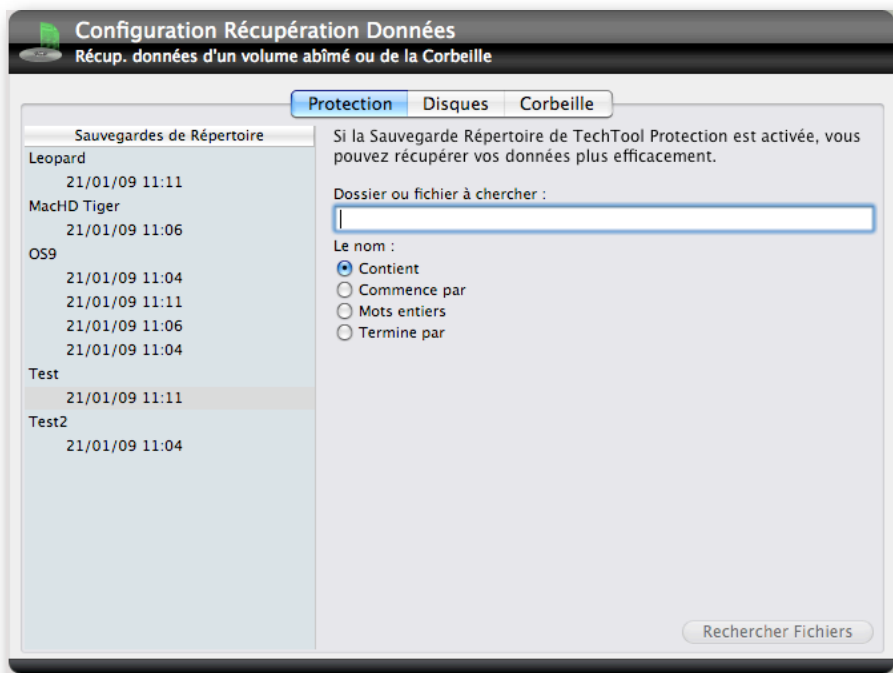 Configuration Récupération Données
Récup. données d'un volume abîmé ou de la Corbeille
Protection
Disques
Corbeille
Sauvegardes de Répertoire
Leopard
21/01/09 11:11
MacHD Tiger
21/01/09 11:06
OS9
21/01/09 11:04
21/01/09 11:11
21/01/09 11:06
21/01/09 11:04
Test
21/01/09 11:11
Test2
21/01/09 11:04
Si la Sauvegarde Répertoire de TechTool Protection est activée, vous
pouvez récupérer vos données plus efficacement.
Dossier ou fichier à chercher :
Le nom :
Contient
Commence par
Mots entiers
Termine par
Rechercher Fichiers